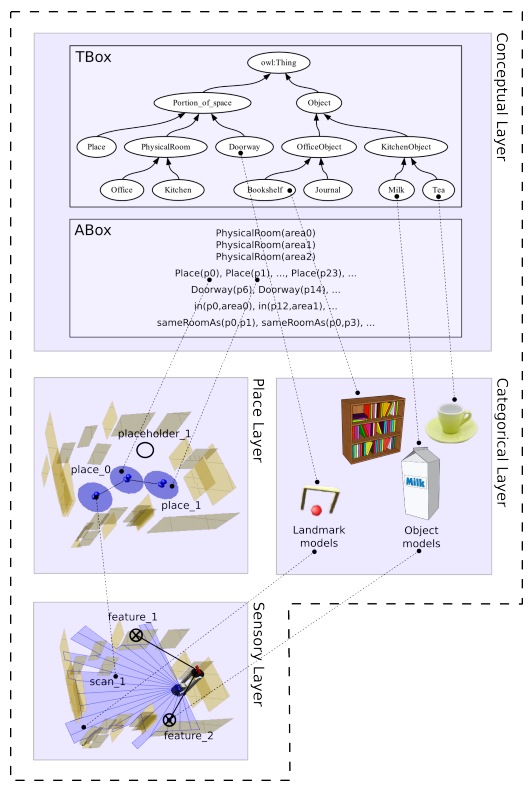 TBox
owl:Thing
Portion_of_space
Object
Place
PhysicalRoom
Doorway
OfficeObject
KitchenObject
Office
Kitchen
Bookshelf
Journal
Milk
Tea
Conceptual Layer
ABox
PhysicalRoom(area0)
PhysicalRoom(area1)
PhysicalRoom(area2)
Place(p0), Place(p1), ..., Place(p23), ...
Doorway(p6), Doorway(p14), ...
in(p0,area0), in(p12,area1), ...
sameRoomAs(p0,p1), sameRoomAs(p0,p3), ...
placeholder_1
place_0
place_1
Place Layer
Milk
Landmark
models
Object
models
Categorical Layer
feature_1
scan_1
feature_2
Sensory Layer